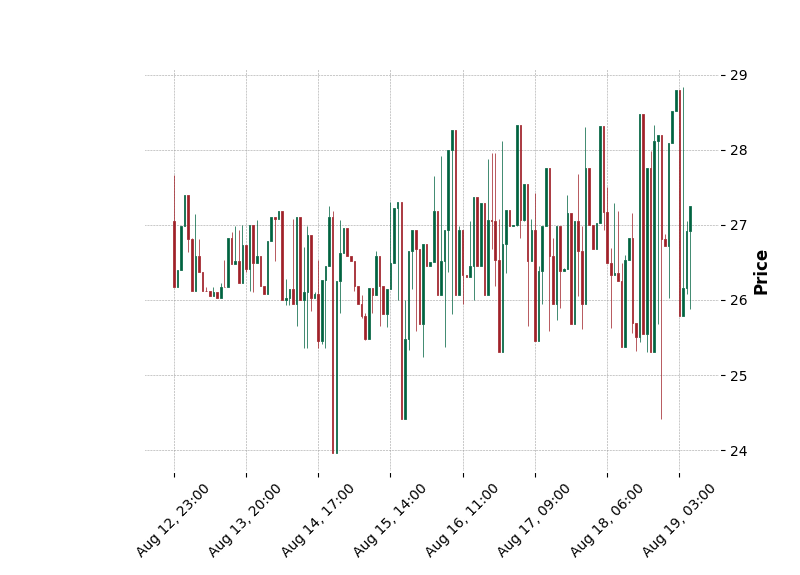 29
28
27
26
25
24
Price
Aug 12, 23:00
Aug 13, 20:00
Aug 14, 17:00
Aug 15, 14:00
Aug 16, 11:00
Aug 17, 09:00
Aug 18, 06:00
Aug 19, 03:00